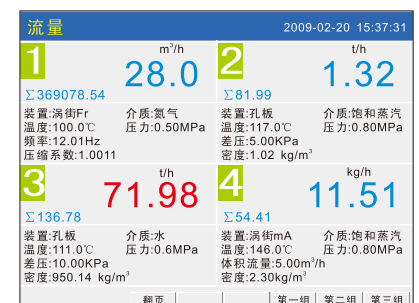 流量 2009-02-20 15:37:31
1 m³/h
28.0
Σ369078.54
装置:涡街Fr 介质:氮气
温度:100.0℃ 压力:0.50MPa
频率:12.01Hz
压缩系数:1.0011
2 t/h
1.32
Σ81.99
装置:孔板 介质:饱和蒸汽
温度:117.0℃ 压力:0.80MPa
差压:5.00KPa
密度:1.02 kg/m³
3 t/h
71.98
Σ136.78
装置:孔板 介质:水
温度:111.0℃ 压力:0.6MPa
差压:10.00KPa
密度:950.14 kg/m³
4 kg/h
11.51
Σ54.41
装置:涡街mA 介质:饱和蒸汽
温度:146.0℃ 压力:0.80MPa
体积流量:5.00m³/h
密度:2.30kg/m³
翻页 第一组 第二组 第三组